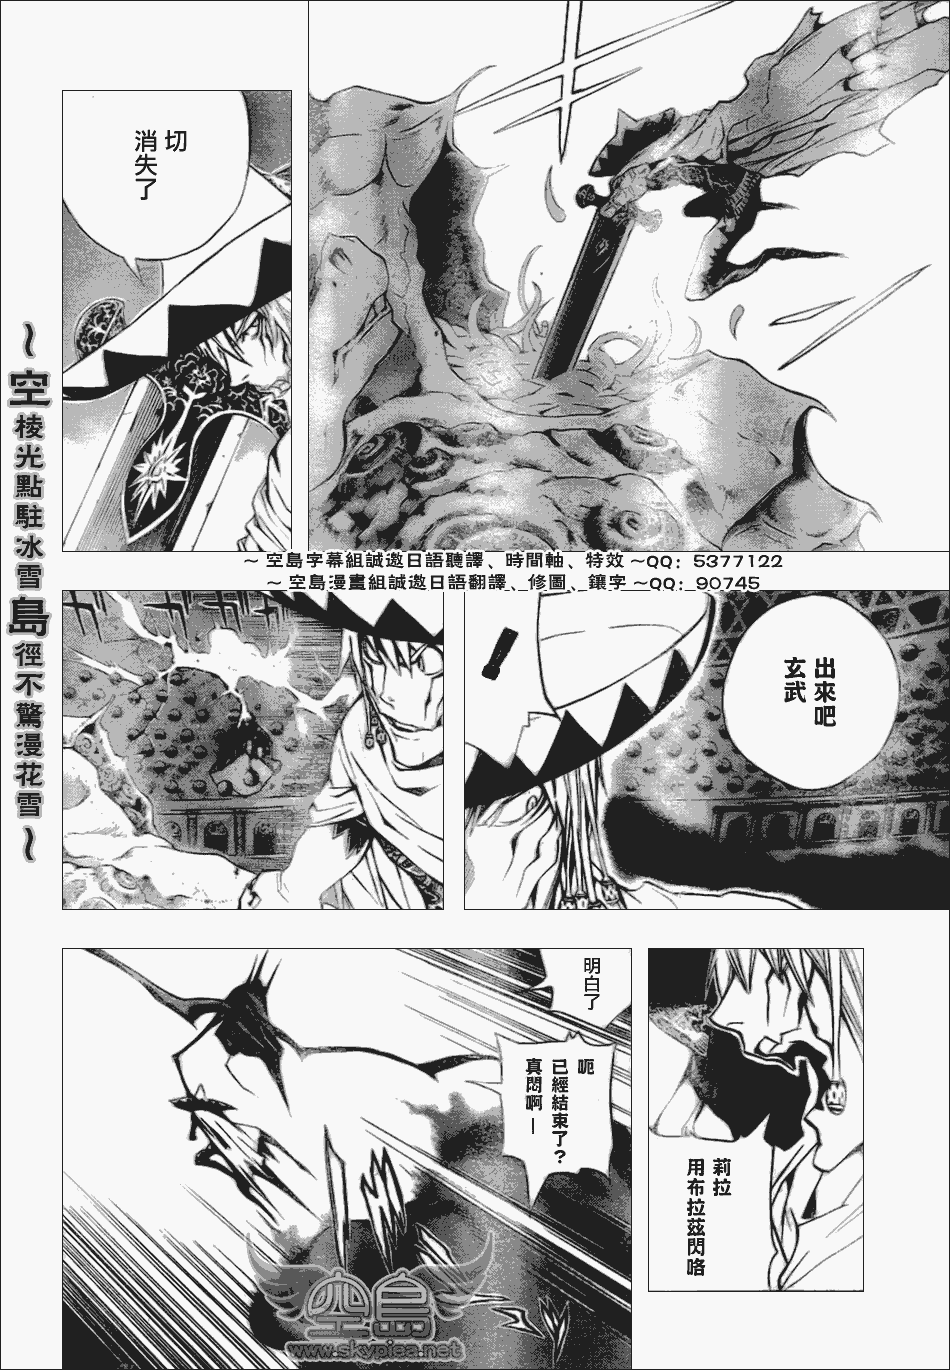 切
消失了
～空棱光點駐冰雪島徑不驚漫花雪～
～空島字幕組誠邀日語聽譯、時間軸、特效～QQ: 5377122
～空島漫畫組誠邀日語翻譯、修圖、鑲字～QQ: 90745
出來吧
玄武
！
莉拉
用布拉茲閃咯
明白了
呃
已經結束了?
真悶啊—
空島
www.skypiea.net